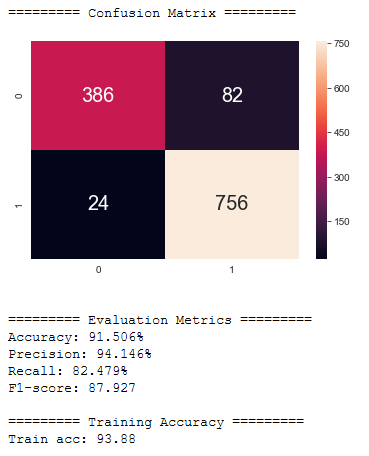 ========= Confusion Matrix =========
750
0
386
82
600
450
300
1
24
756
150
0
1
========= Evaluation Metrics =========
Accuracy: 91.506%
Precision: 94.146%
Recall: 82.479%
F1-score: 87.927
========= Training Accuracy =========
Train acc: 93.88